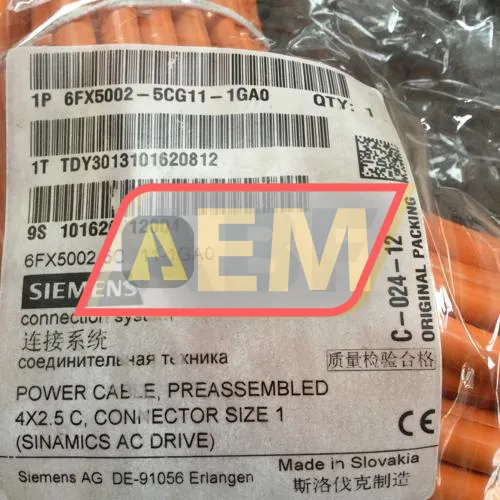 1P 6FX5002-5CG11-1GA0
QTY: 1
1T TDY3013101620812
9S
6FX5002
AEM
SIEMENS
connection system
连接系统
соединительная техника
C-024-12
ORIGINAL PACKING
质量检验合格
POWER CABLE, PREASSEMBLED
4X2.5 C, CONNECTOR SIZE 1
(SINAMICS AC DRIVE)
CE
Siemens AG DE-91056 Erlangen
Made in Slovakia
斯洛伐克制造